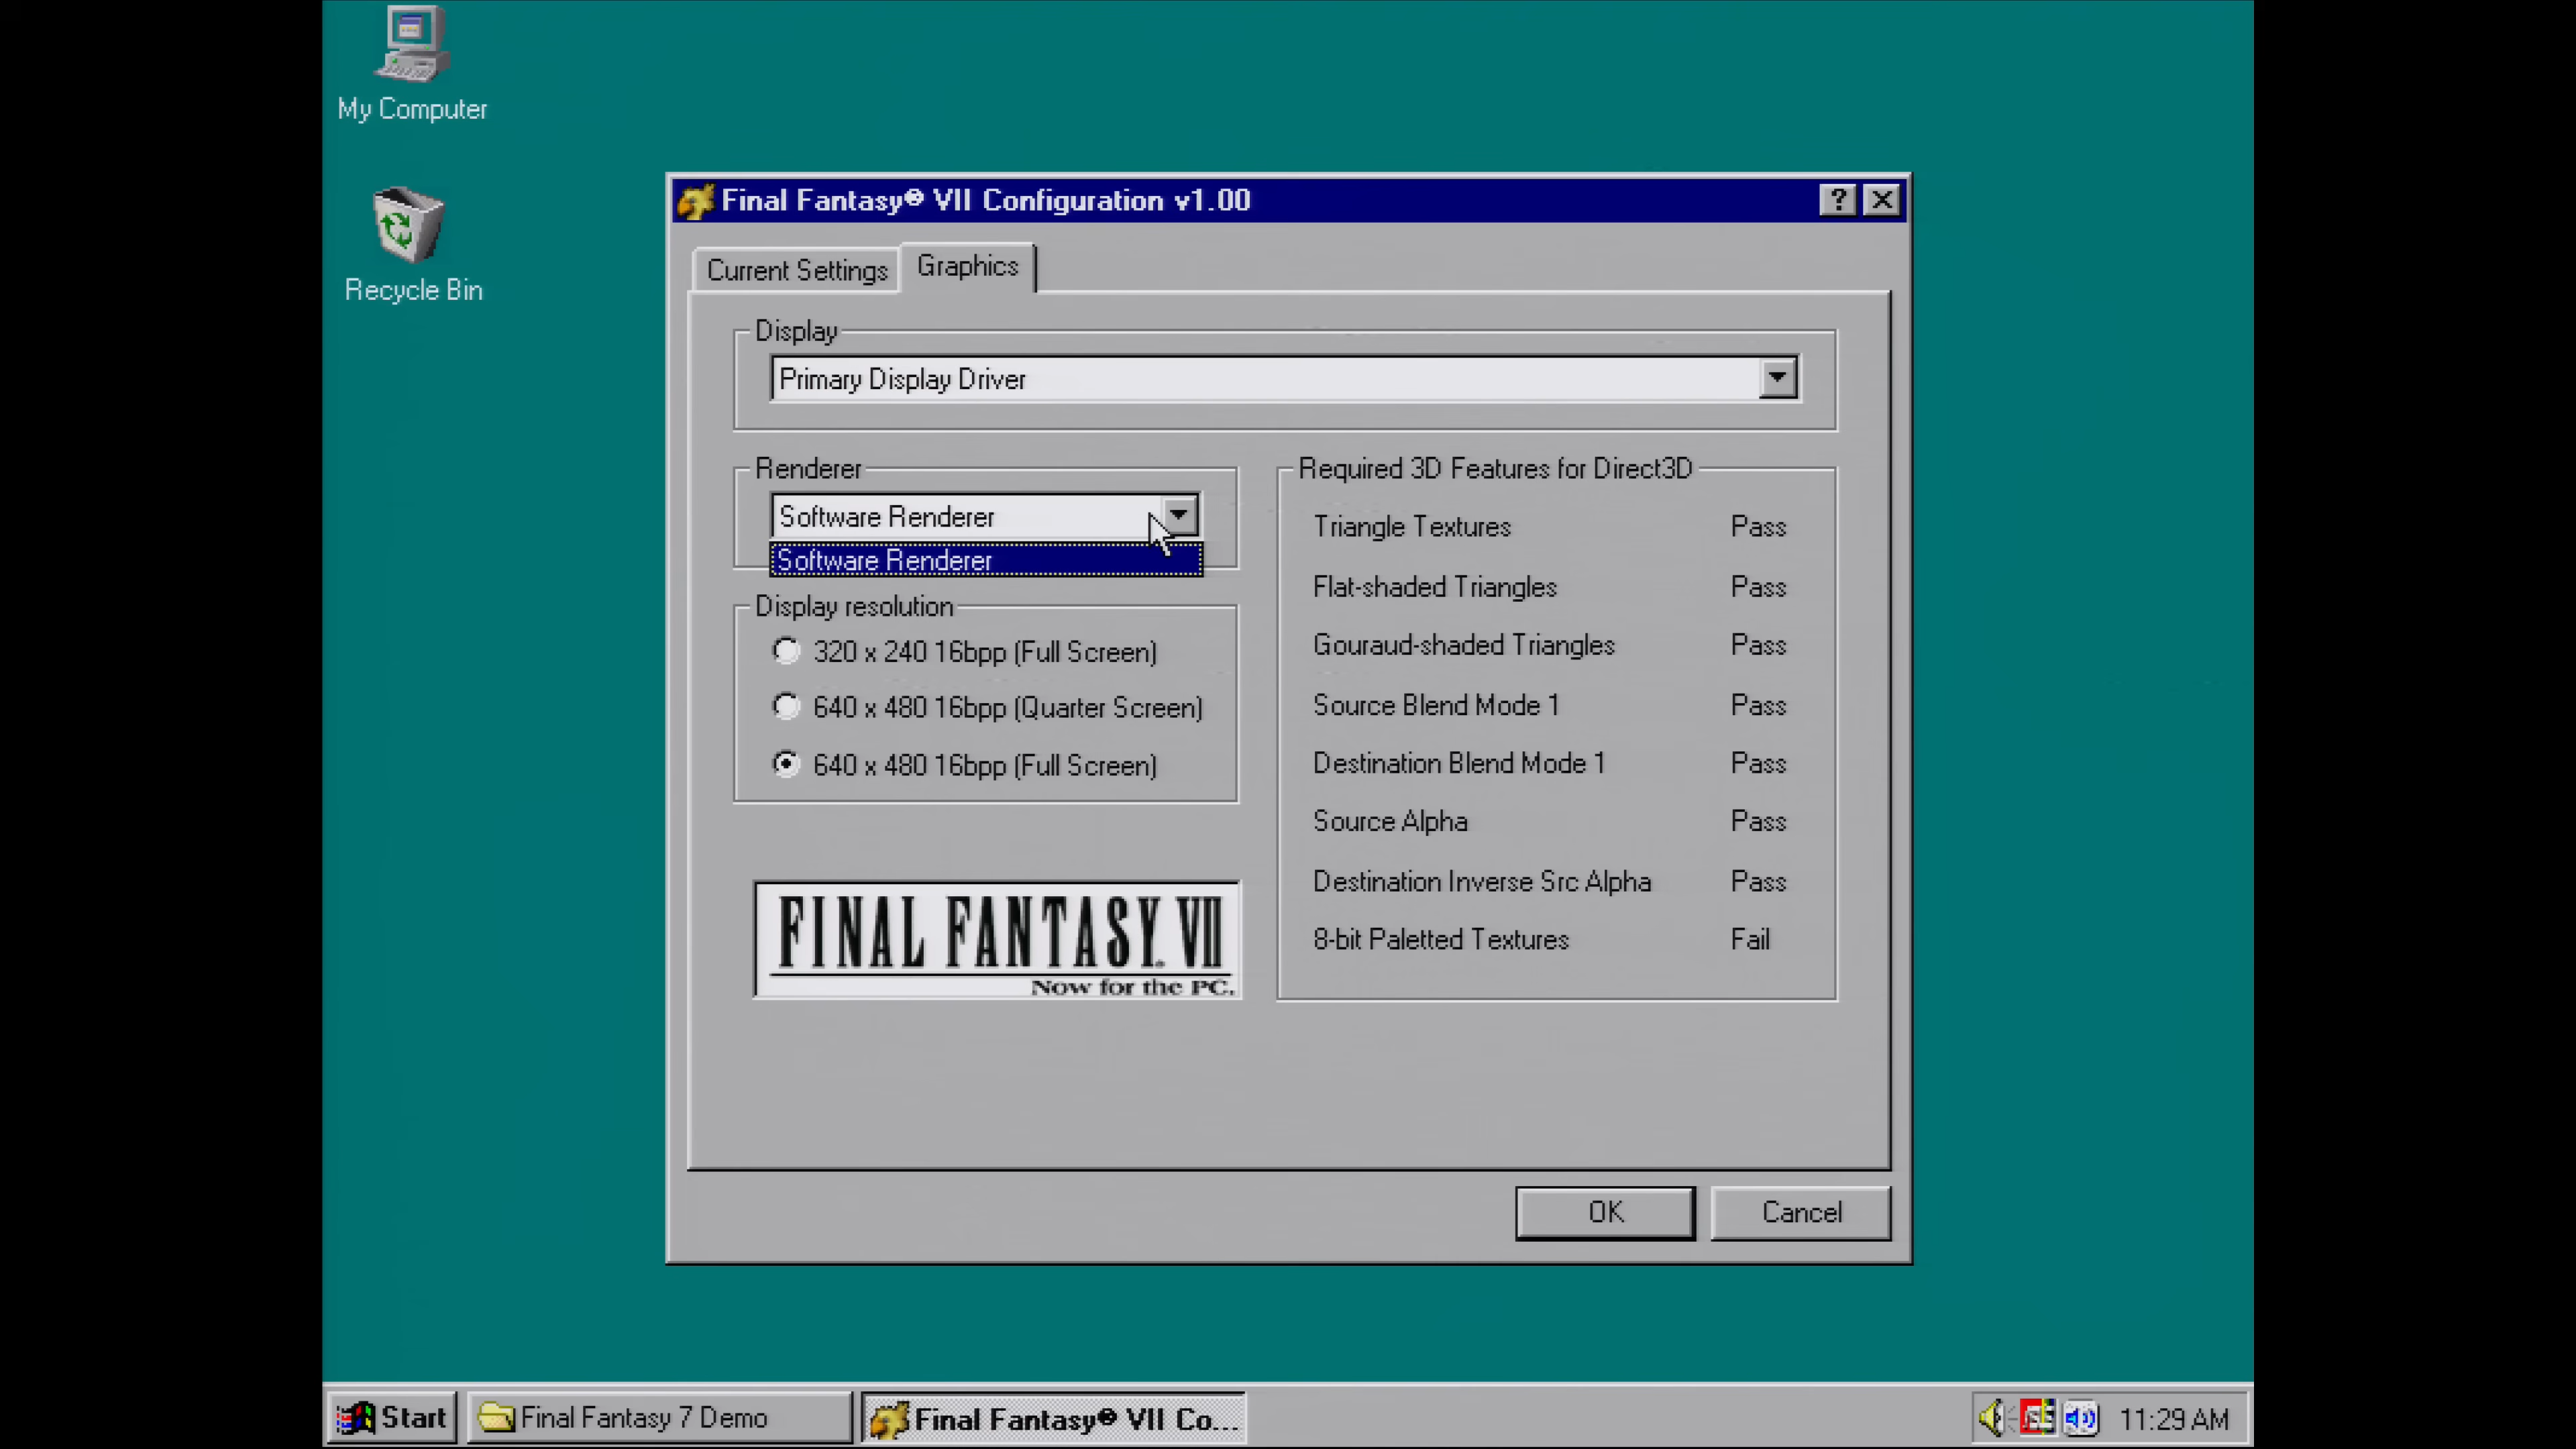 My Computer
Recycle Bin
Final Fantasy® VII Configuration v1.00
Current Settings
Graphics
Display
Primary Display Driver
Renderer
Software Renderer
Software Renderer
Display resolution
320 x 240 16bpp (Full Screen)
640 x 480 16bpp (Quarter Screen)
640 x 480 16bpp (Full Screen)
FINAL FANTASY. VII
Now for the PC.
Required 3D Features for Direct3D
Triangle Textures Pass
Flat-shaded Triangles Pass
Gouraud-shaded Triangles Pass
Source Blend Mode 1 Pass
Destination Blend Mode 1 Pass
Source Alpha Pass
Destination Inverse Src Alpha Pass
8-bit Paletted Textures Fail
OK
Cancel
Start
Final Fantasy 7 Demo
Final Fantasy® VII Co...
11:29 AM